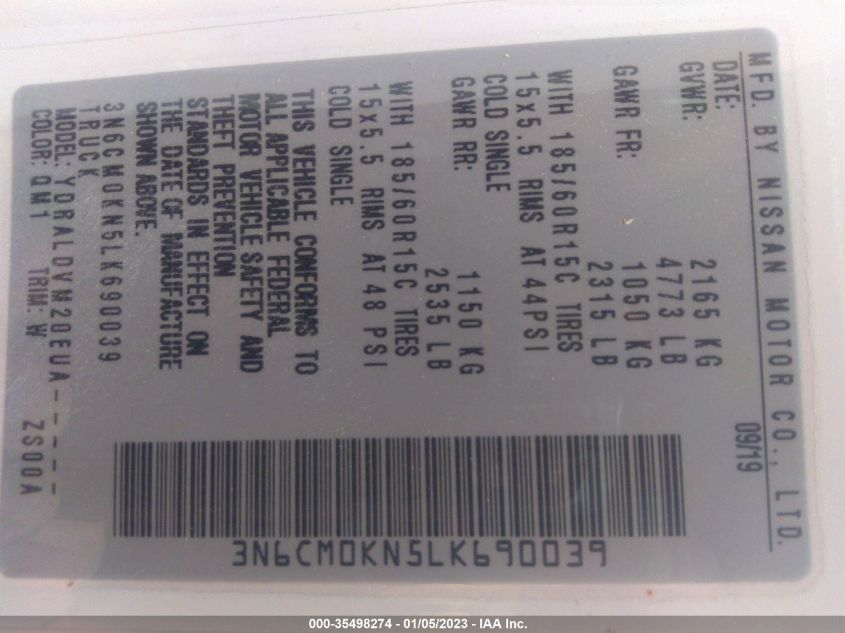 MFD. BY NISSAN MOTOR CO., LTD.
DATE: 09/19
GVWR: 2165 KG
4773 LB
GAWR FR: 1050 KG
2315 LB
WITH 185/60R15C TIRES
15x5.5 RIMS AT 44PSI
COLD SINGLE
GAWR RR: 1150 KG
2535 LB
WITH 185/60R15C TIRES
15x5.5 RIMS AT 48 PSI
COLD SINGLE
THIS VEHICLE CONFORMS TO
ALL APPLICABLE FEDERAL
MOTOR VEHICLE SAFETY AND
THEFT PREVENTION
STANDARDS IN EFFECT ON
THE DATE OF MANUFACTURE
SHOWN ABOVE.
3N6CM0KN5LK690039
TRUCK
MODEL: YDRALDVM20EUA-----
COLOR: QM1 TRIM: W ZS00A
3N6CM0KN5LK690039
000-35498274 - 01/05/2023 - IAA Inc.